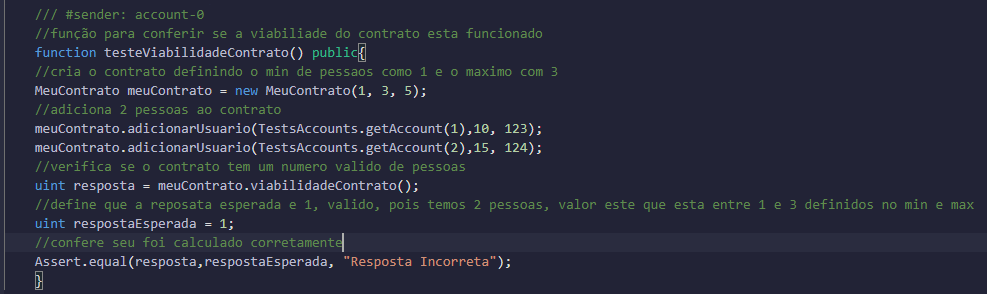 /// #sender: account-0
//função para conferir se a viabiliade do contrato esta funcionado
function testeViabilidadeContrato() public{
//cria o contrato definindo o min de pessaos como 1 e o maximo com 3
MeuContrato meuContrato = new MeuContrato(1, 3, 5);
//adiciona 2 pessoas ao contrato
meuContrato.adicionarUsuario(TestsAccounts.getAccount(1),10, 123);
meuContrato.adicionarUsuario(TestsAccounts.getAccount(2),15, 124);
//verifica se o contrato tem um numero valido de pessoas
uint resposta = meuContrato.viabilidadeContrato();
//define que a reposata esperada e 1, valido, pois temos 2 pessoas, valor este que esta entre 1 e 3 definidos no min e max
uint respostaEsperada = 1;
//confere seu foi calculado corretamente
Assert.equal(resposta,respostaEsperada, "Resposta Incorreta");
}